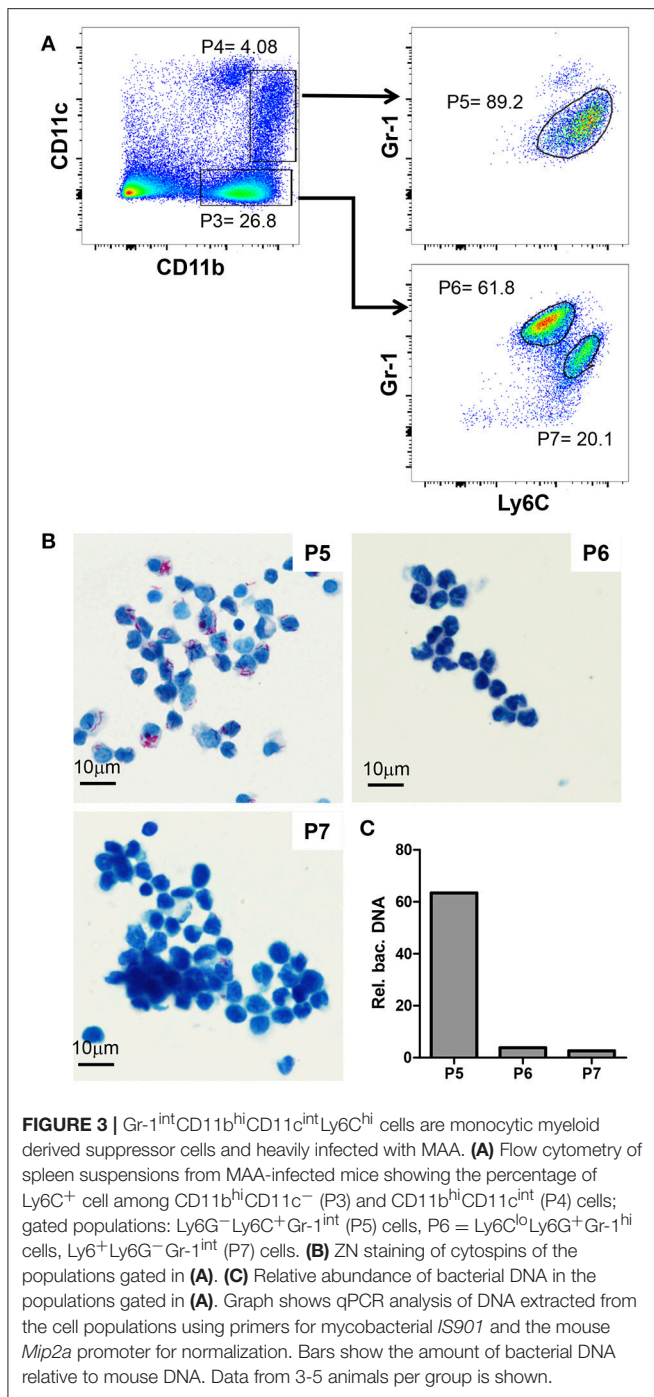 A
P4= 4.08
CD11c
P3= 26.8
CD11b
P5= 89.2
Gr-1
P6= 61.8
Gr-1
P7= 20.1
Ly6C
B
P5
10µm
P6
10µm
P7
10µm
C
Rel. bac. DNA
80
60
40
20
0
P5 P6 P7
FIGURE 3 | Gr-1intCD11bhiCD11cintLy6Chi cells are monocytic myeloid
derived suppressor cells and heavily infected with MAA. (A) Flow cytometry of
spleen suspensions from MAA-infected mice showing the percentage of
Ly6C+ cell among CD11bhiCD11c− (P3) and CD11bhiCD11cint (P4) cells;
gated populations: Ly6G−Ly6C+Gr-1int (P5) cells, P6 = Ly6CloLy6G+Gr-1hi
cells, Ly6+Ly6G−Gr-1int (P7) cells. (B) ZN staining of cytospins of the
populations gated in (A). (C) Relative abundance of bacterial DNA in the
populations gated in (A). Graph shows qPCR analysis of DNA extracted from
the cell populations using primers for mycobacterial IS901 and the mouse
Mip2a promoter for normalization. Bars show the amount of bacterial DNA
relative to mouse DNA. Data from 3-5 animals per group is shown.